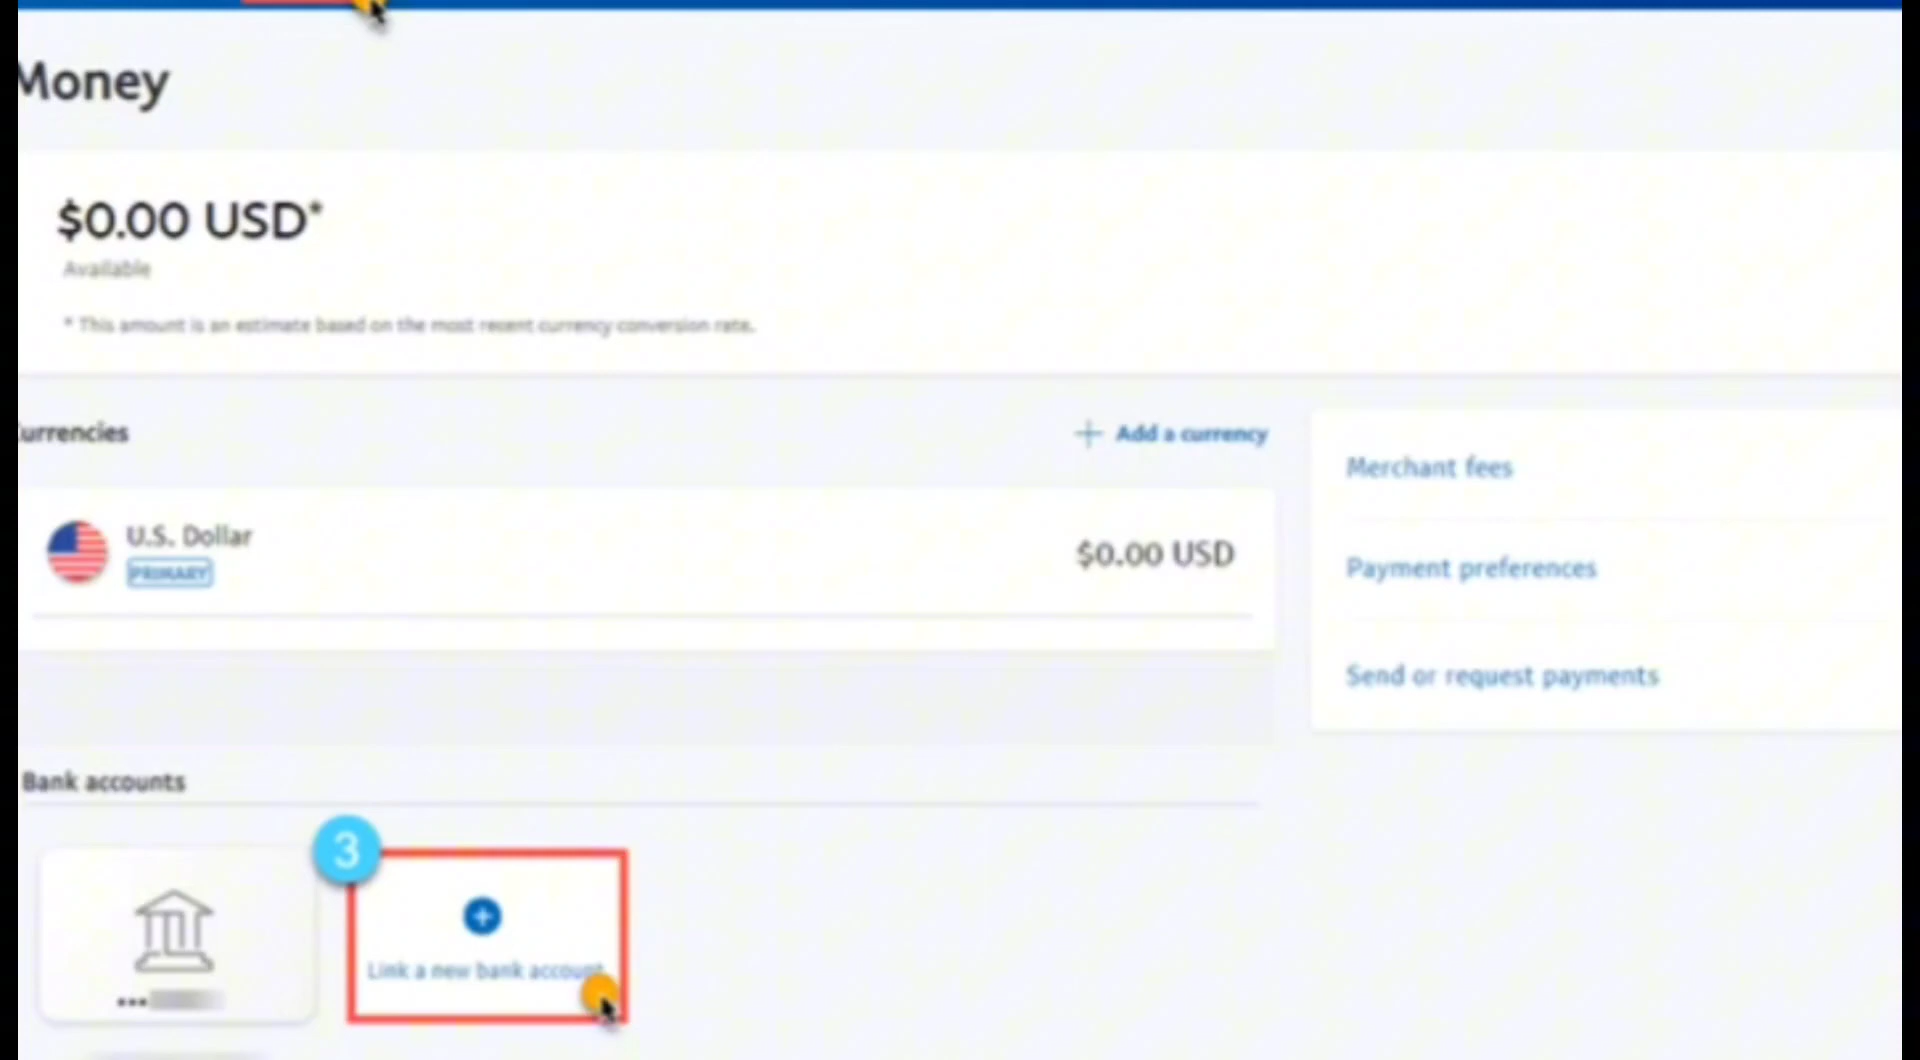 Money
$0.00 USD*
Available
* This amount is an estimate based on the most recent currency conversion rate.
urrencies
+ Add a currency
U.S. Dollar
PRIMARY
$0.00 USD
Merchant fees
Payment preferences
Send or request payments
Bank accounts
3
Link a new bank account